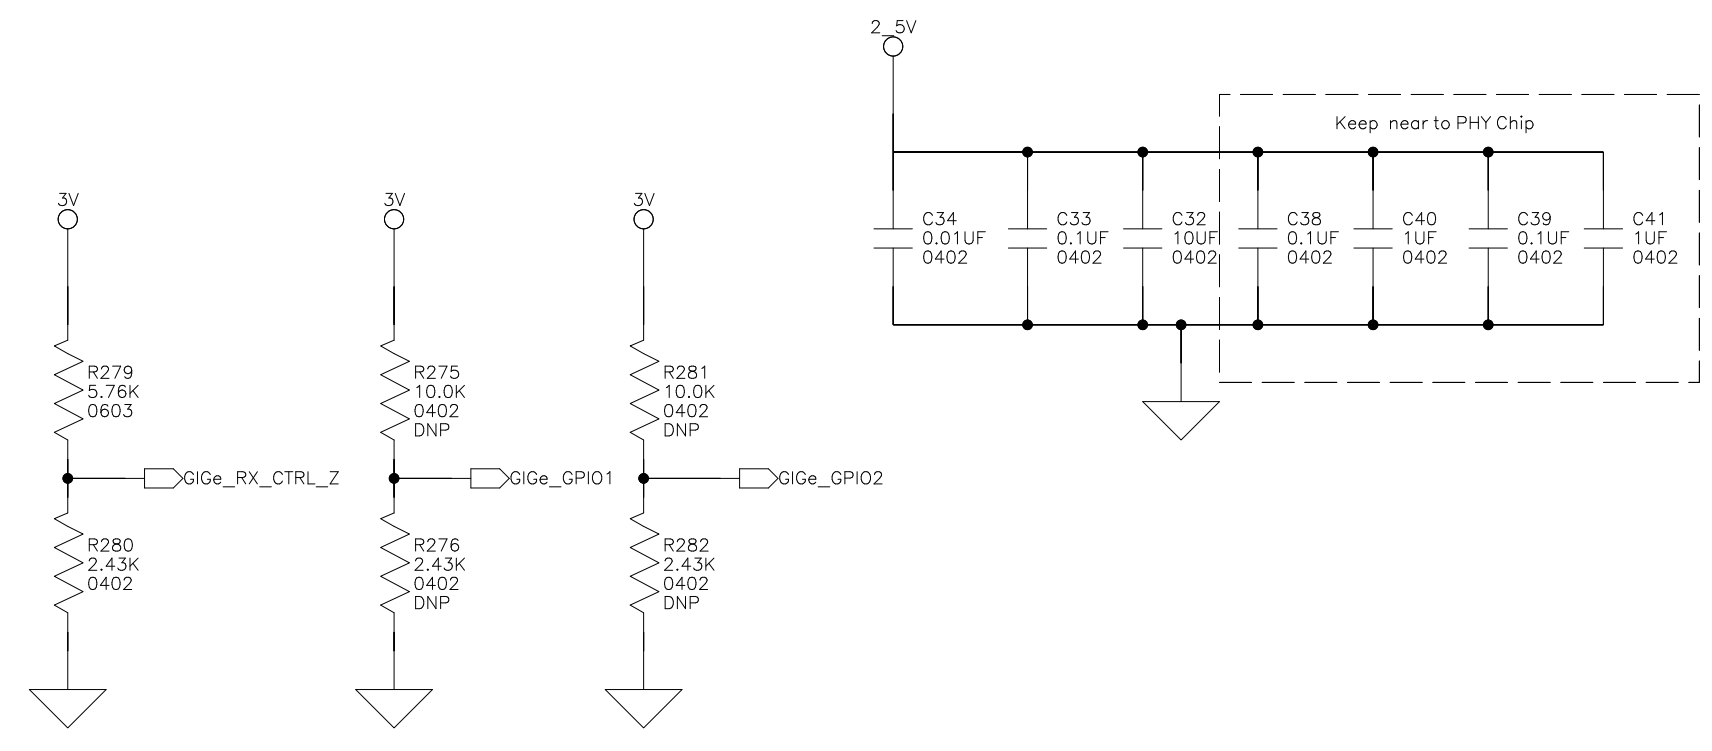 2_5V
Keep near to PHY Chip
3V
3V
3V
C34
0.01UF
0402
C33
0.1UF
0402
C32
10UF
0402
C38
0.1UF
0402
C40
1UF
0402
C39
0.1UF
0402
C41
1UF
0402
R279
5.76K
0603
R275
10.0K
0402
DNP
R281
10.0K
0402
DNP
GIGe_RX_CTRL_Z
GIGe_GPIO1
GIGe_GPIO2
R280
2.43K
0402
R276
2.43K
0402
DNP
R282
2.43K
0402
DNP